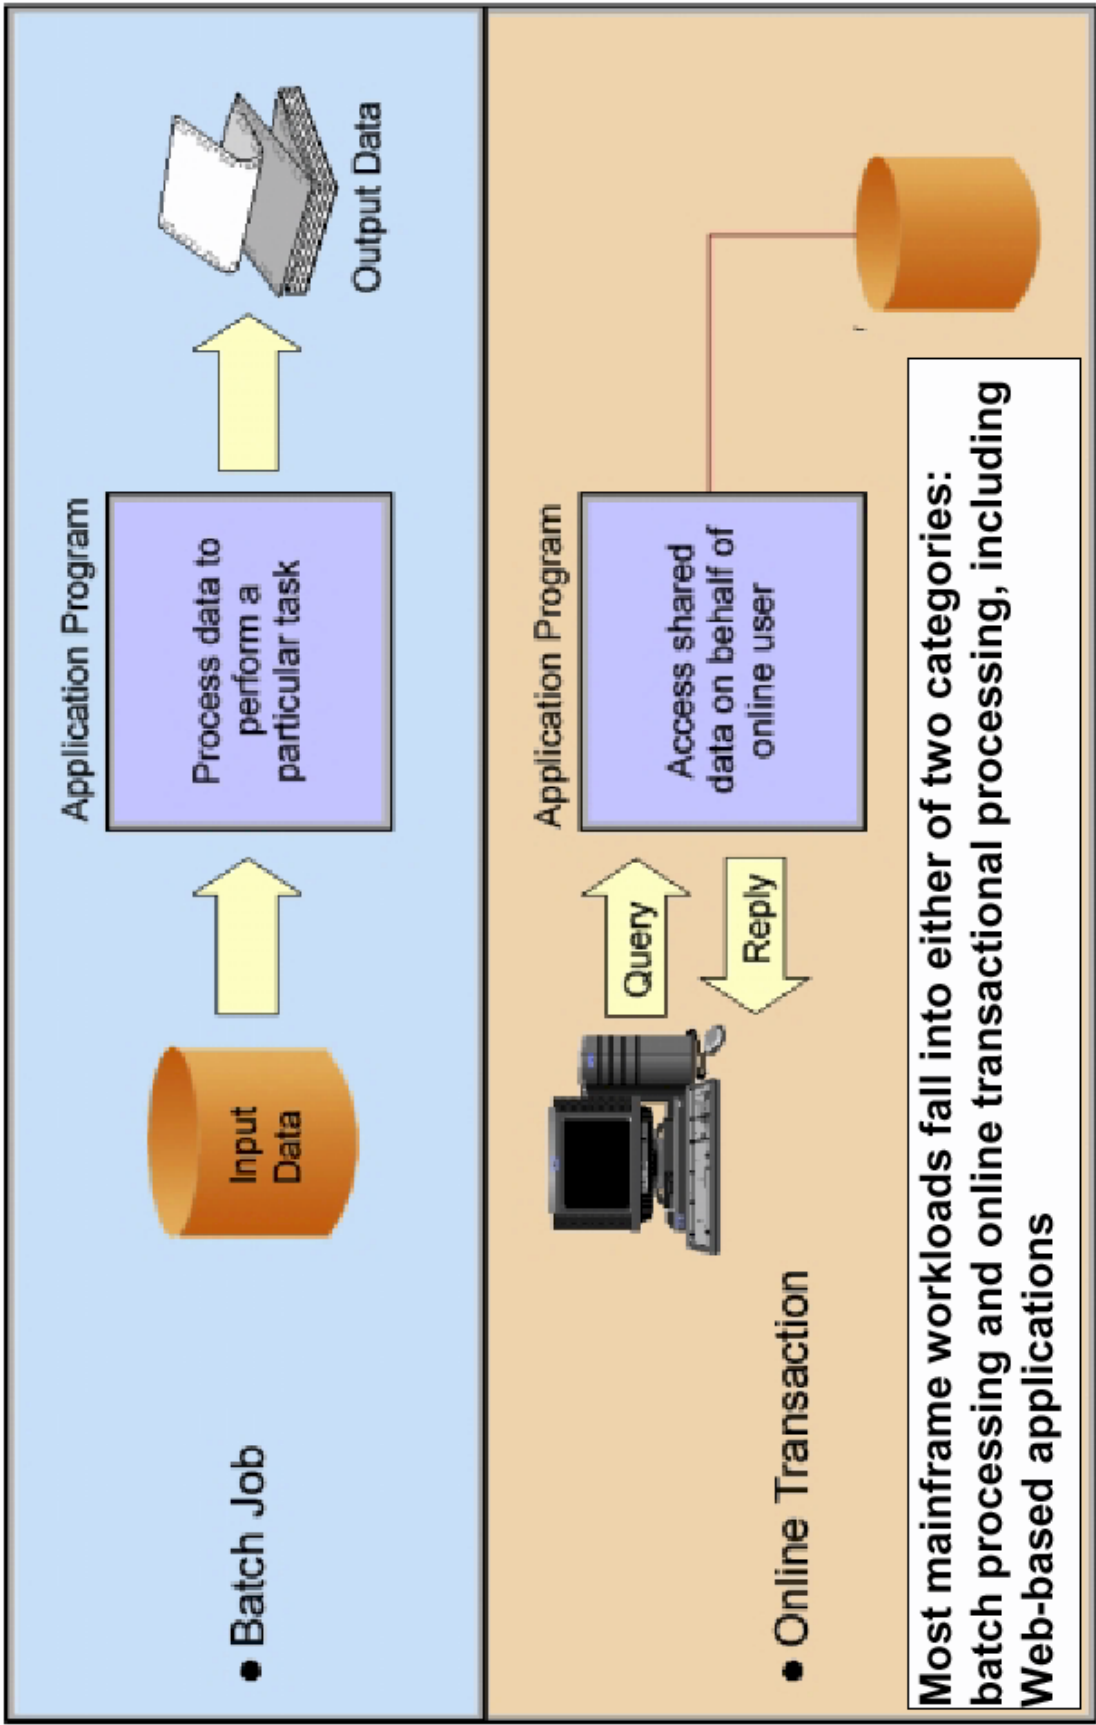 ● Batch Job
Input
Data
Application Program
Process data to
perform a
particular task
Output Data
● Online Transaction
Query
Reply
Application Program
Access shared
data on behalf of
online user
Most mainframe workloads fall into either of two categories:
batch processing and online transactional processing, including
Web-based applications